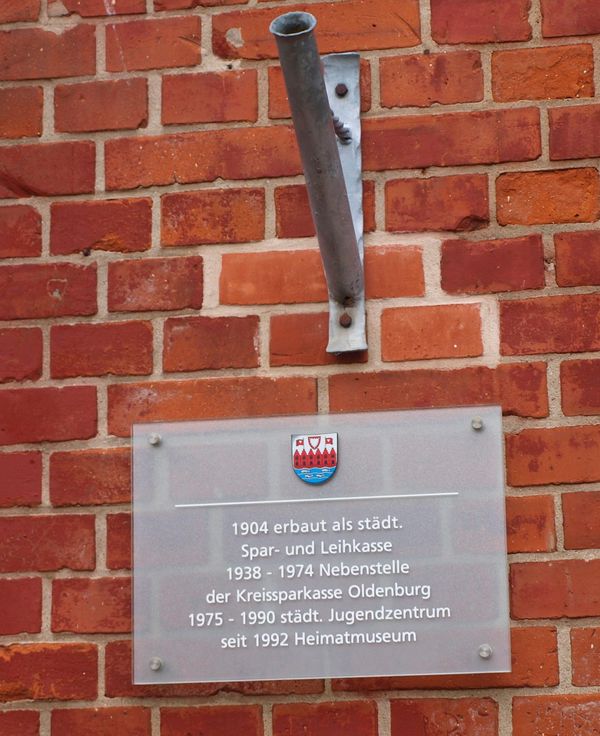 1904 erbaut als städt.
Spar- und Leihkasse
1938 - 1974 Nebenstelle
der Kreissparkasse Oldenburg
1975 - 1990 städt. Jugendzentrum
seit 1992 Heimatmuseum